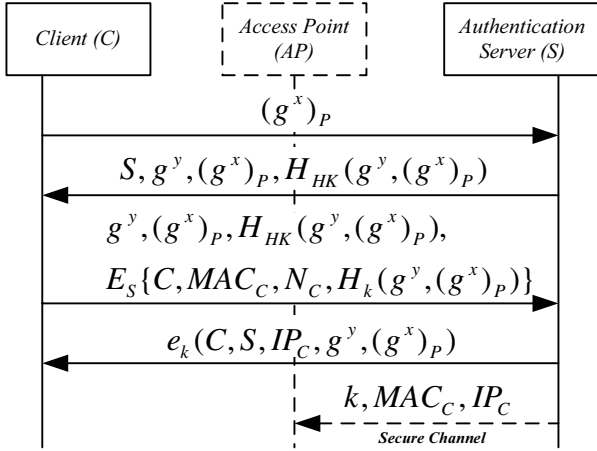 Client (C)
Access Point
(AP)
Authentication
Server (S)
(g^x)_P
S, g^y, (g^x)_P, H_HK(g^y, (g^x)_P)
g^y, (g^x)_P, H_HK(g^y, (g^x)_P),
E_S{C, MAC_C, N_C, H_k(g^y, (g^x)_P)}
e_k(C, S, IP_C, g^y, (g^x)_P)
k, MAC_C, IP_C
Secure Channel